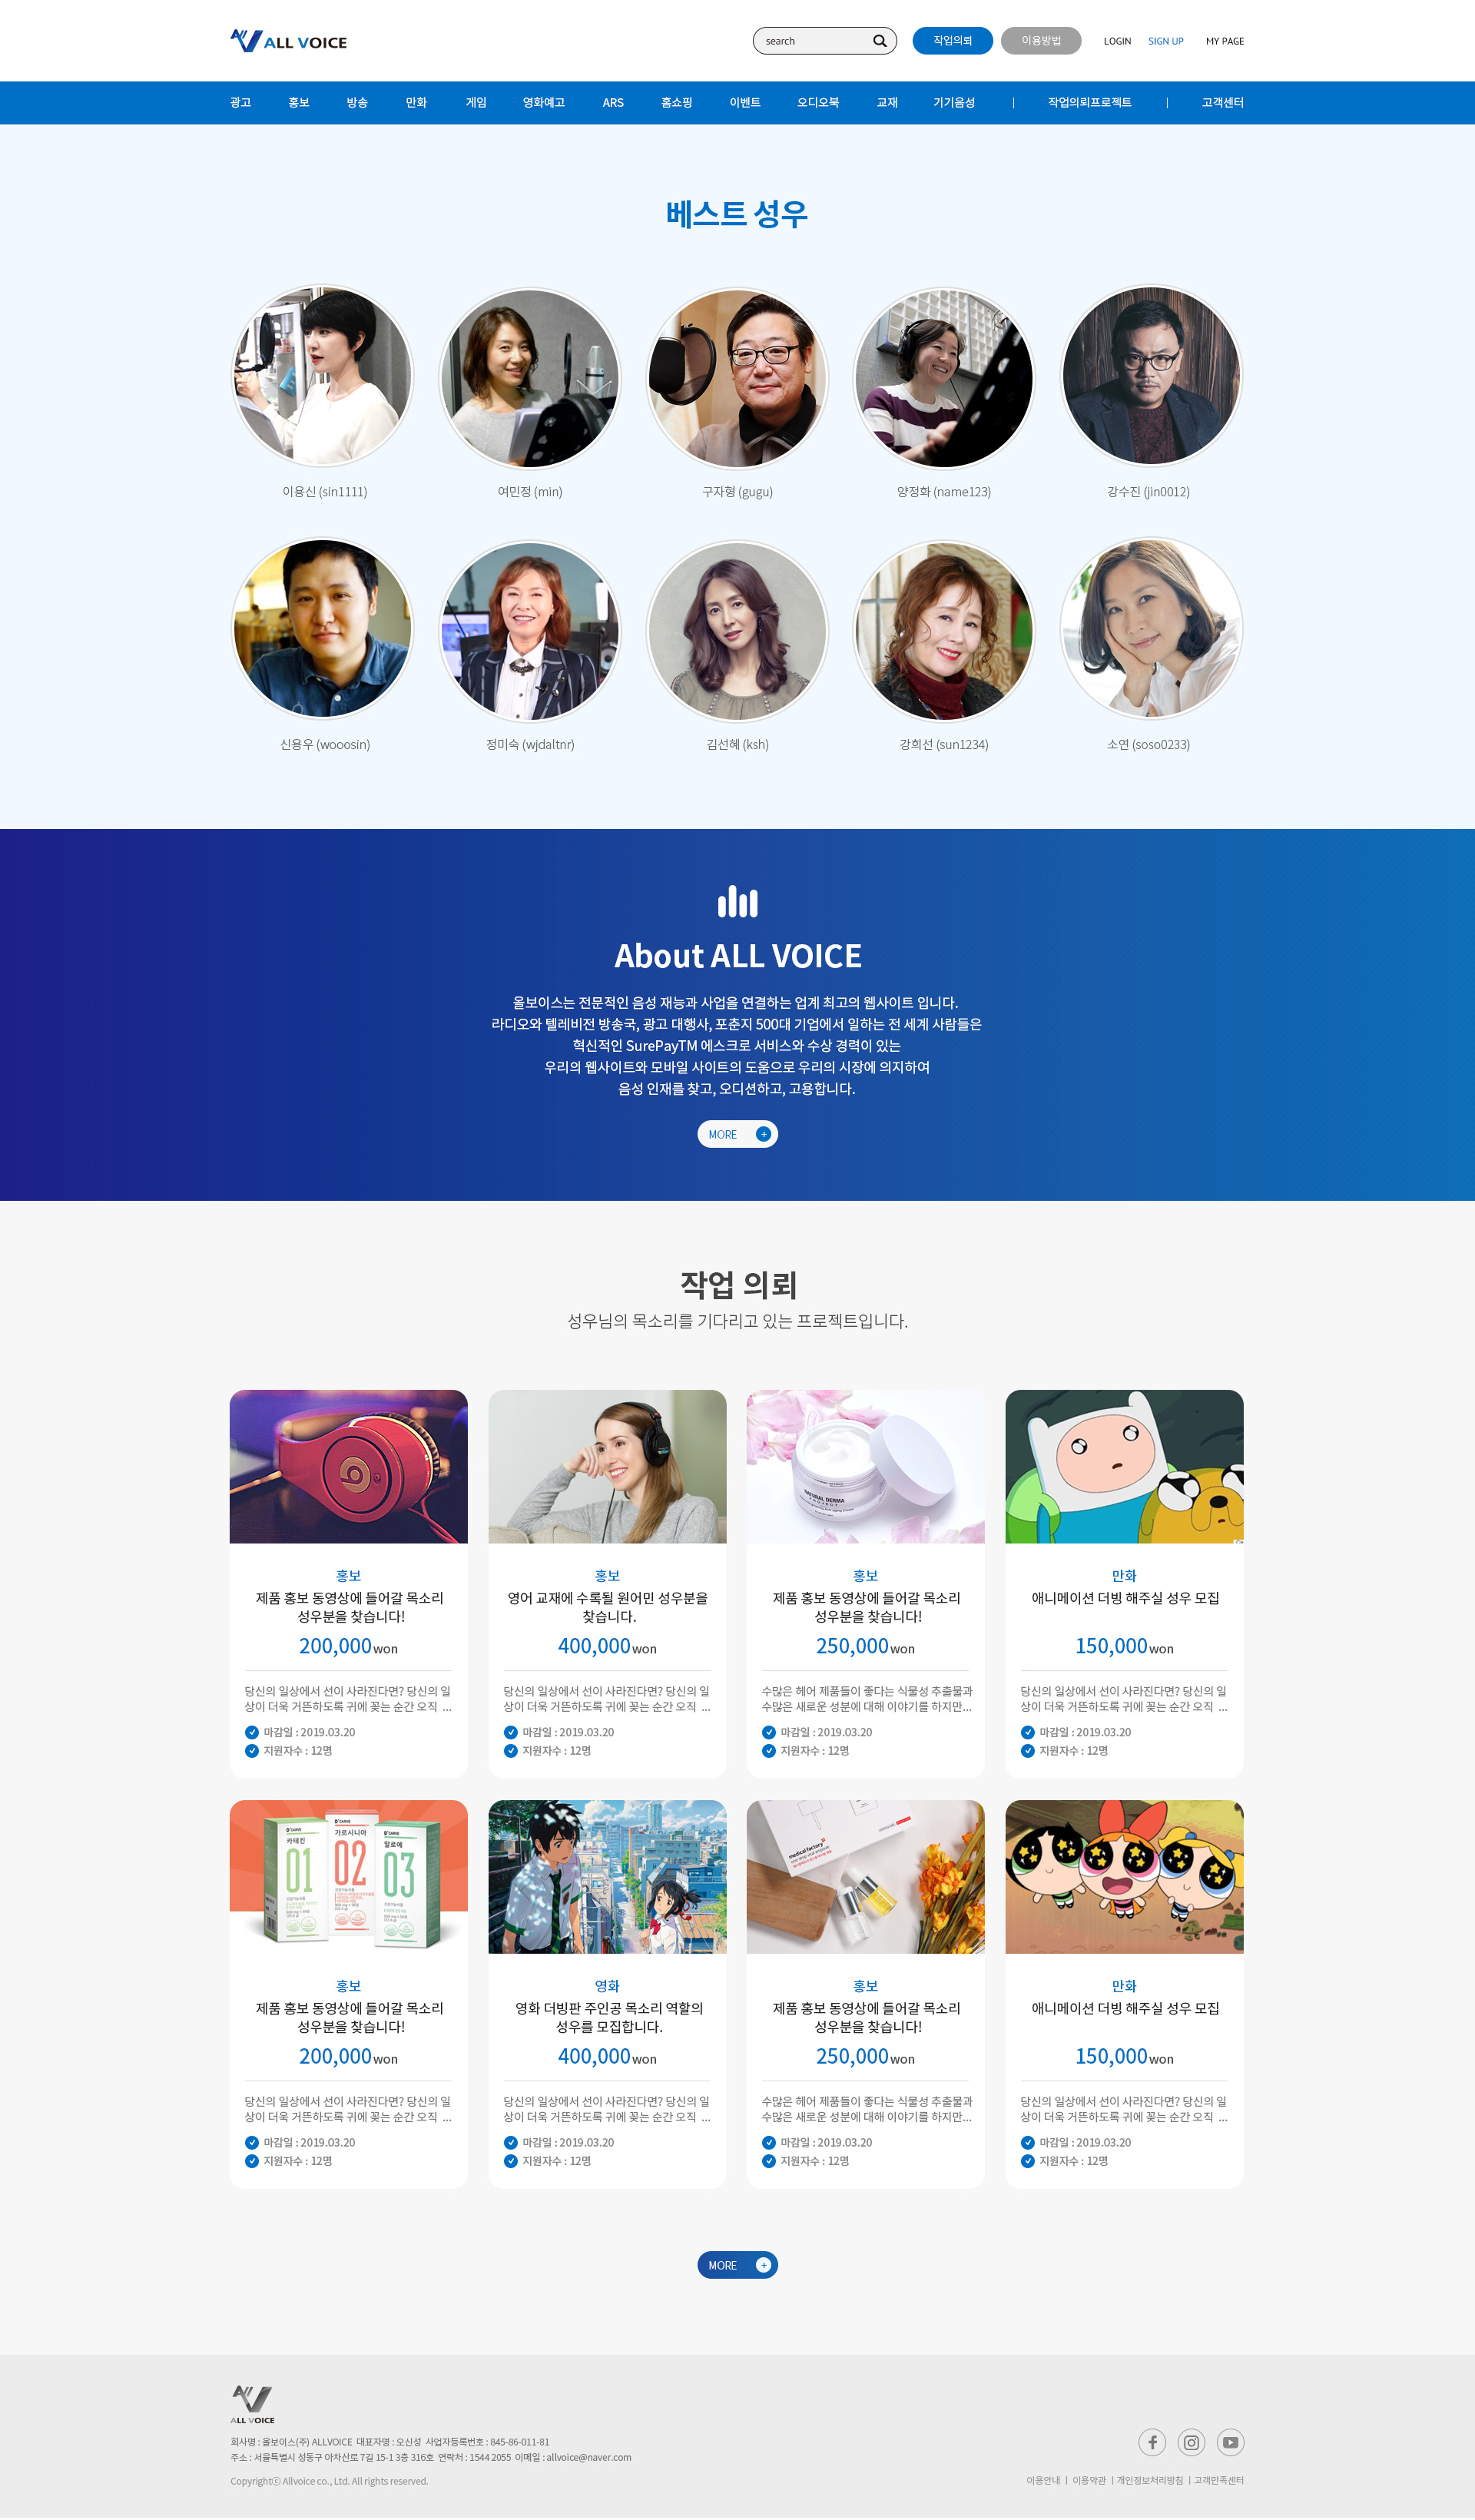 ALL VOICE
search
작업의뢰
이용방법
LOGIN
SIGN UP
MY PAGE
광고 홍보 방송 만화 게임 영화예고 ARS 홈쇼핑 이벤트 오디오북 교재 기기음성 | 작업의뢰프로젝트 | 고객센터
베스트 성우
이용신 (sin1111)
여민정 (min)
구자형 (gugu)
양정화 (name123)
강수진 (jin0012)
신용우 (wooosin)
정미숙 (wjdaltnr)
김선혜 (ksh)
강희선 (sun1234)
소연 (soso0233)
About ALL VOICE
올보이스는 전문적인 음성 재능과 사업을 연결하는 업계 최고의 웹사이트 입니다.
라디오와 텔레비전 방송국, 광고 대행사, 포춘지 500대 기업에서 일하는 전 세계 사람들은
혁신적인 SurePayTM 에스크로 서비스와 수상 경력이 있는
우리의 웹사이트와 모바일 사이트의 도움으로 우리의 시장에 의지하여
음성 인재를 찾고, 오디션하고, 고용합니다.
MORE +
작업 의뢰
성우님의 목소리를 기다리고 있는 프로젝트입니다.
홍보
제품 홍보 동영상에 들어갈 목소리
성우분을 찾습니다!
200,000won
당신의 일상에서 선이 사라진다면? 당신의 일
상이 더욱 거뜬하도록 귀에 꽂는 순간 오직 ...
마감일 : 2019.03.20
지원자수 : 12명
홍보
영어 교재에 수록될 원어민 성우분을
찾습니다.
400,000won
당신의 일상에서 선이 사라진다면? 당신의 일
상이 더욱 거뜬하도록 귀에 꽂는 순간 오직 ...
마감일 : 2019.03.20
지원자수 : 12명
NATURAL DERMA
PROJECT
홍보
제품 홍보 동영상에 들어갈 목소리
성우분을 찾습니다!
250,000won
수많은 헤어 제품들이 좋다는 식물성 추출물과
수많은 새로운 성분에 대해 이야기를 하지만...
마감일 : 2019.03.20
지원자수 : 12명
만화
애니메이션 더빙 해주실 성우 모집
150,000won
당신의 일상에서 선이 사라진다면? 당신의 일
상이 더욱 거뜬하도록 귀에 꽂는 순간 오직 ...
마감일 : 2019.03.20
지원자수 : 12명
카테킨
01
가르시니아
02
알로에
03
홍보
제품 홍보 동영상에 들어갈 목소리
성우분을 찾습니다!
200,000won
당신의 일상에서 선이 사라진다면? 당신의 일
상이 더욱 거뜬하도록 귀에 꽂는 순간 오직 ...
마감일 : 2019.03.20
지원자수 : 12명
영화
영화 더빙판 주인공 목소리 역할의
성우를 모집합니다.
400,000won
당신의 일상에서 선이 사라진다면? 당신의 일
상이 더욱 거뜬하도록 귀에 꽂는 순간 오직 ...
마감일 : 2019.03.20
지원자수 : 12명
medical factory
홍보
제품 홍보 동영상에 들어갈 목소리
성우분을 찾습니다!
250,000won
수많은 헤어 제품들이 좋다는 식물성 추출물과
수많은 새로운 성분에 대해 이야기를 하지만...
마감일 : 2019.03.20
지원자수 : 12명
만화
애니메이션 더빙 해주실 성우 모집
150,000won
당신의 일상에서 선이 사라진다면? 당신의 일
상이 더욱 거뜬하도록 귀에 꽂는 순간 오직 ...
마감일 : 2019.03.20
지원자수 : 12명
MORE +
ALL VOICE
회사명 : 올보이스(주) ALLVOICE 대표자명 : 오신성 사업자등록번호 : 845-86-011-81
주소 : 서울특별시 성동구 아차산로 7길 15-1 3층 316호 연락처 : 1544 2055 이메일 : allvoice@naver.com
Copyrightⓒ Allvoice co., Ltd. All rights reserved.
이용안내 | 이용약관 | 개인정보처리방침 | 고객만족센터